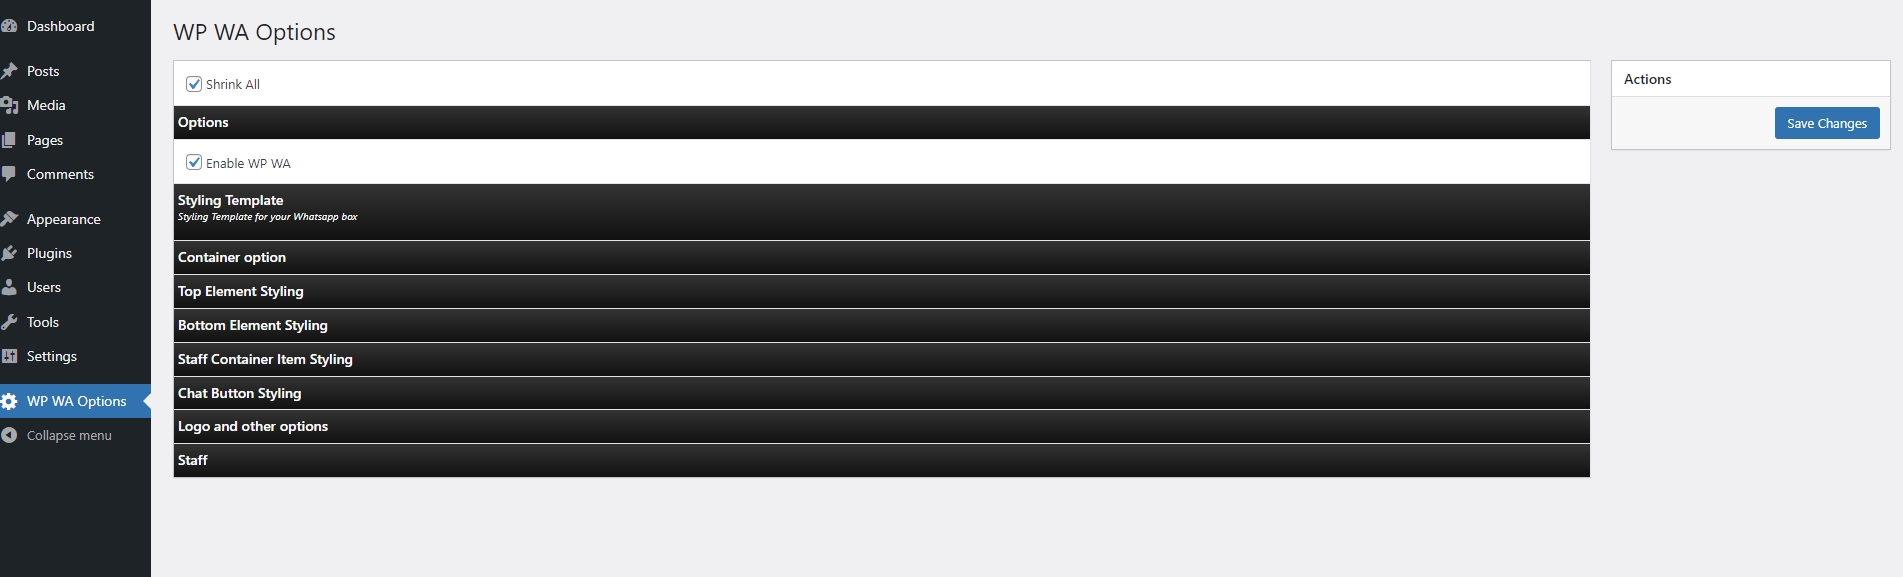 Dashboard
Posts
Media
Pages
Comments
Appearance
Plugins
Users
Tools
Settings
WP WA Options
Collapse menu
WP WA Options
Shrink All
Options
Enable WP WA
Styling Template
Styling Template for your Whatsapp box
Container option
Top Element Styling
Bottom Element Styling
Staff Container Item Styling
Chat Button Styling
Logo and other options
Staff
Actions
Save Changes